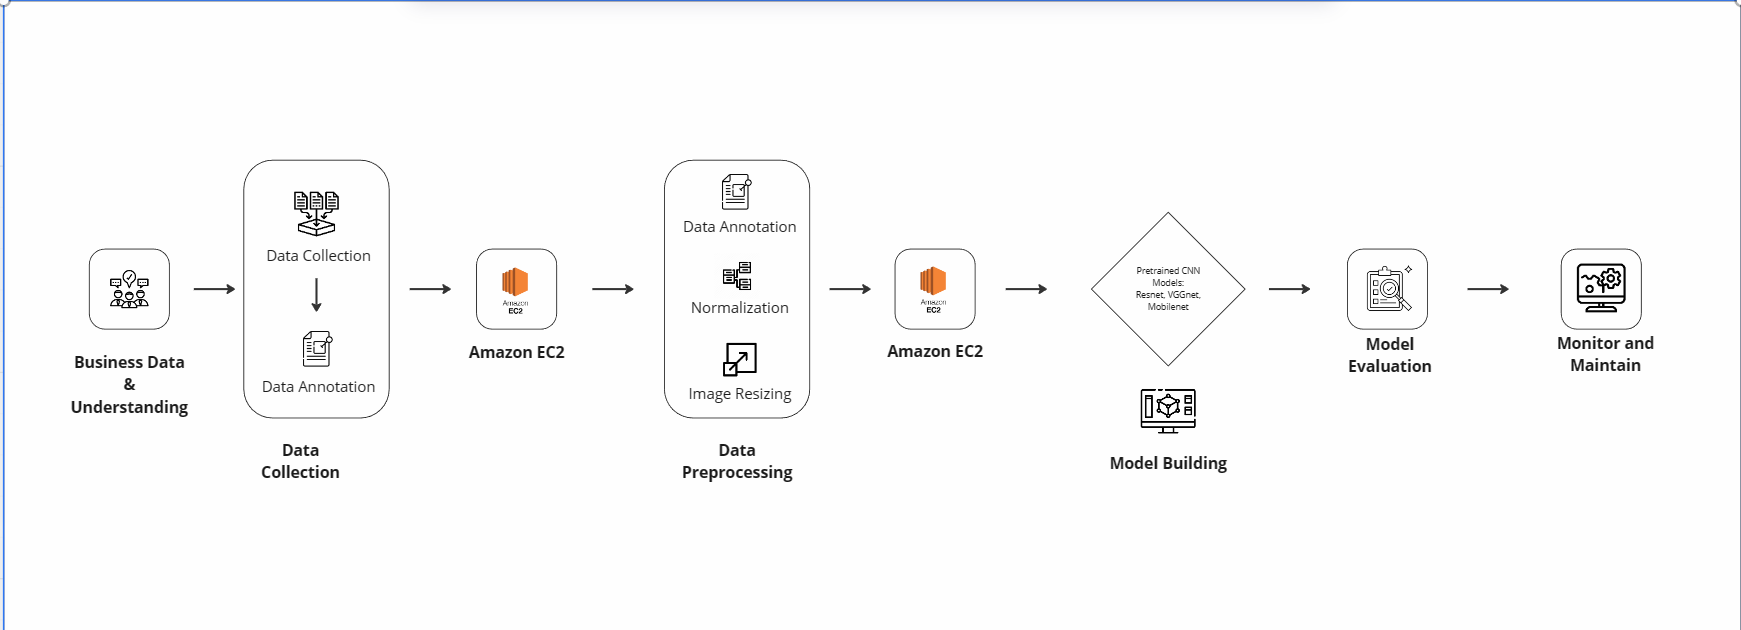 Business Data
&
Understanding
Data Collection
Data Annotation
Data
Collection
Amazon
EC2
Amazon EC2
Data Annotation
Normalization
Image Resizing
Data
Preprocessing
Amazon
EC2
Amazon EC2
Pretrained CNN
Models:
Resnet, VGGnet,
Mobilenet
Model Building
Model
Evaluation
Monitor and
Maintain